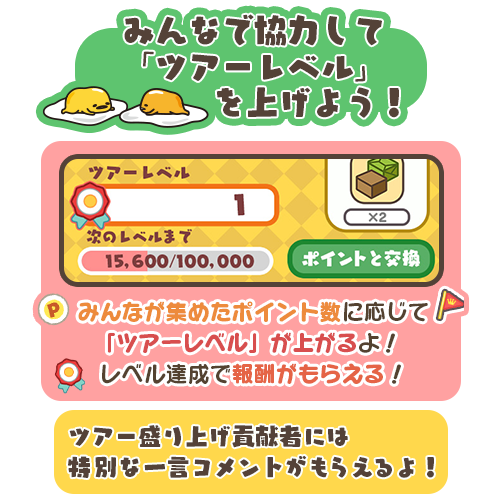 みんなで協力して
「ツアーレベル」
を上げよう！
ツアーレベル
1
×2
次のレベルまで
15,600/100,000
ポイントと交換
P
みんなが集めたポイント数に応じて
「ツアーレベル」が上がるよ！
レベル達成で報酬がもらえる！
ツアー盛り上げ貢献者には
特別な一言コメントがもらえるよ！